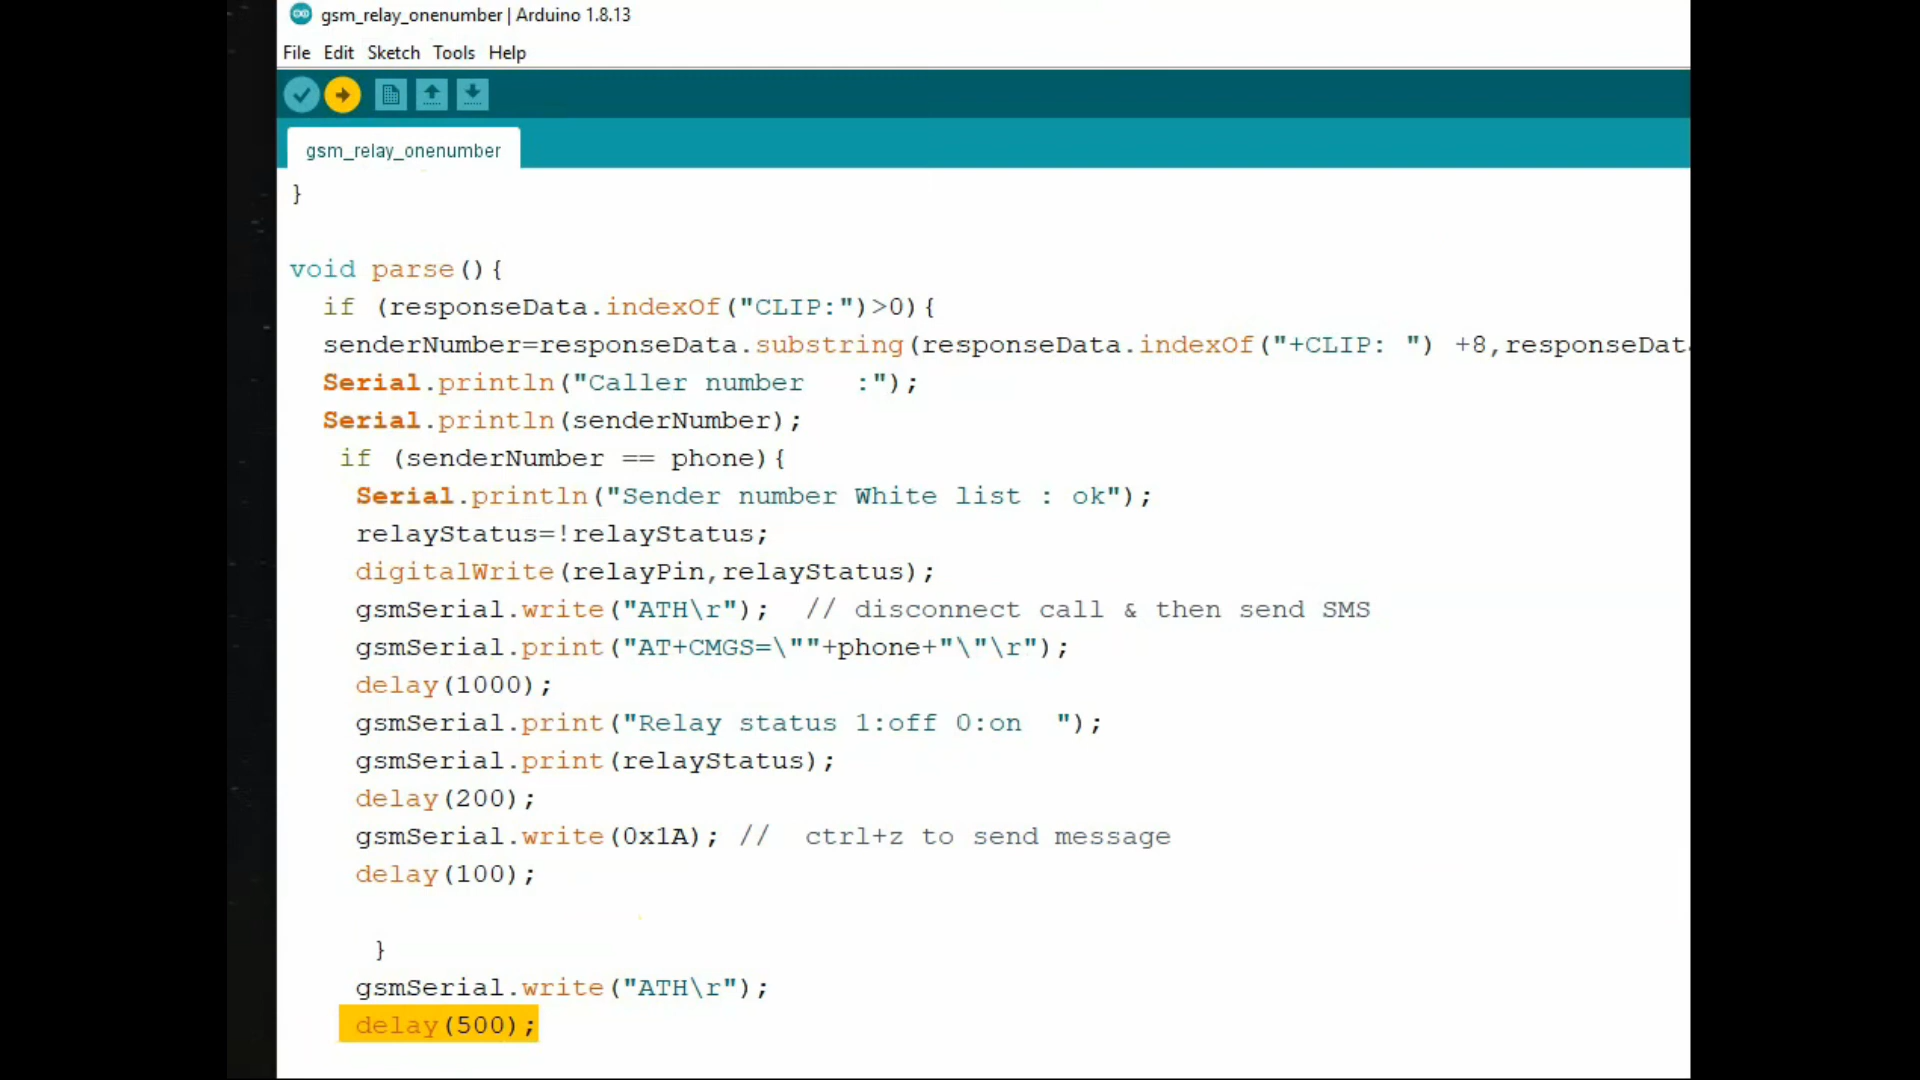 gsm_relay_onenumber | Arduino 1.8.13
File Edit Sketch Tools Help
gsm_relay_onenumber
}
void parse(){
if (responseData.indexOf("CLIP:")>0){
senderNumber=responseData.substring(responseData.indexOf("+CLIP: ") +8,responseDat
Serial.println("Caller number   :");
Serial.println(senderNumber);
if (senderNumber == phone){
Serial.println("Sender number White list : ok");
relayStatus=!relayStatus;
digitalWrite(relayPin,relayStatus);
gsmSerial.write("ATH\r");  // disconnect call & then send SMS
gsmSerial.print("AT+CMGS=\""+phone+"\"\r");
delay(1000);
gsmSerial.print("Relay status 1:off 0:on  ");
gsmSerial.print(relayStatus);
delay(200);
gsmSerial.write(0x1A); //  ctrl+z to send message
delay(100);
}
gsmSerial.write("ATH\r");
delay(500);